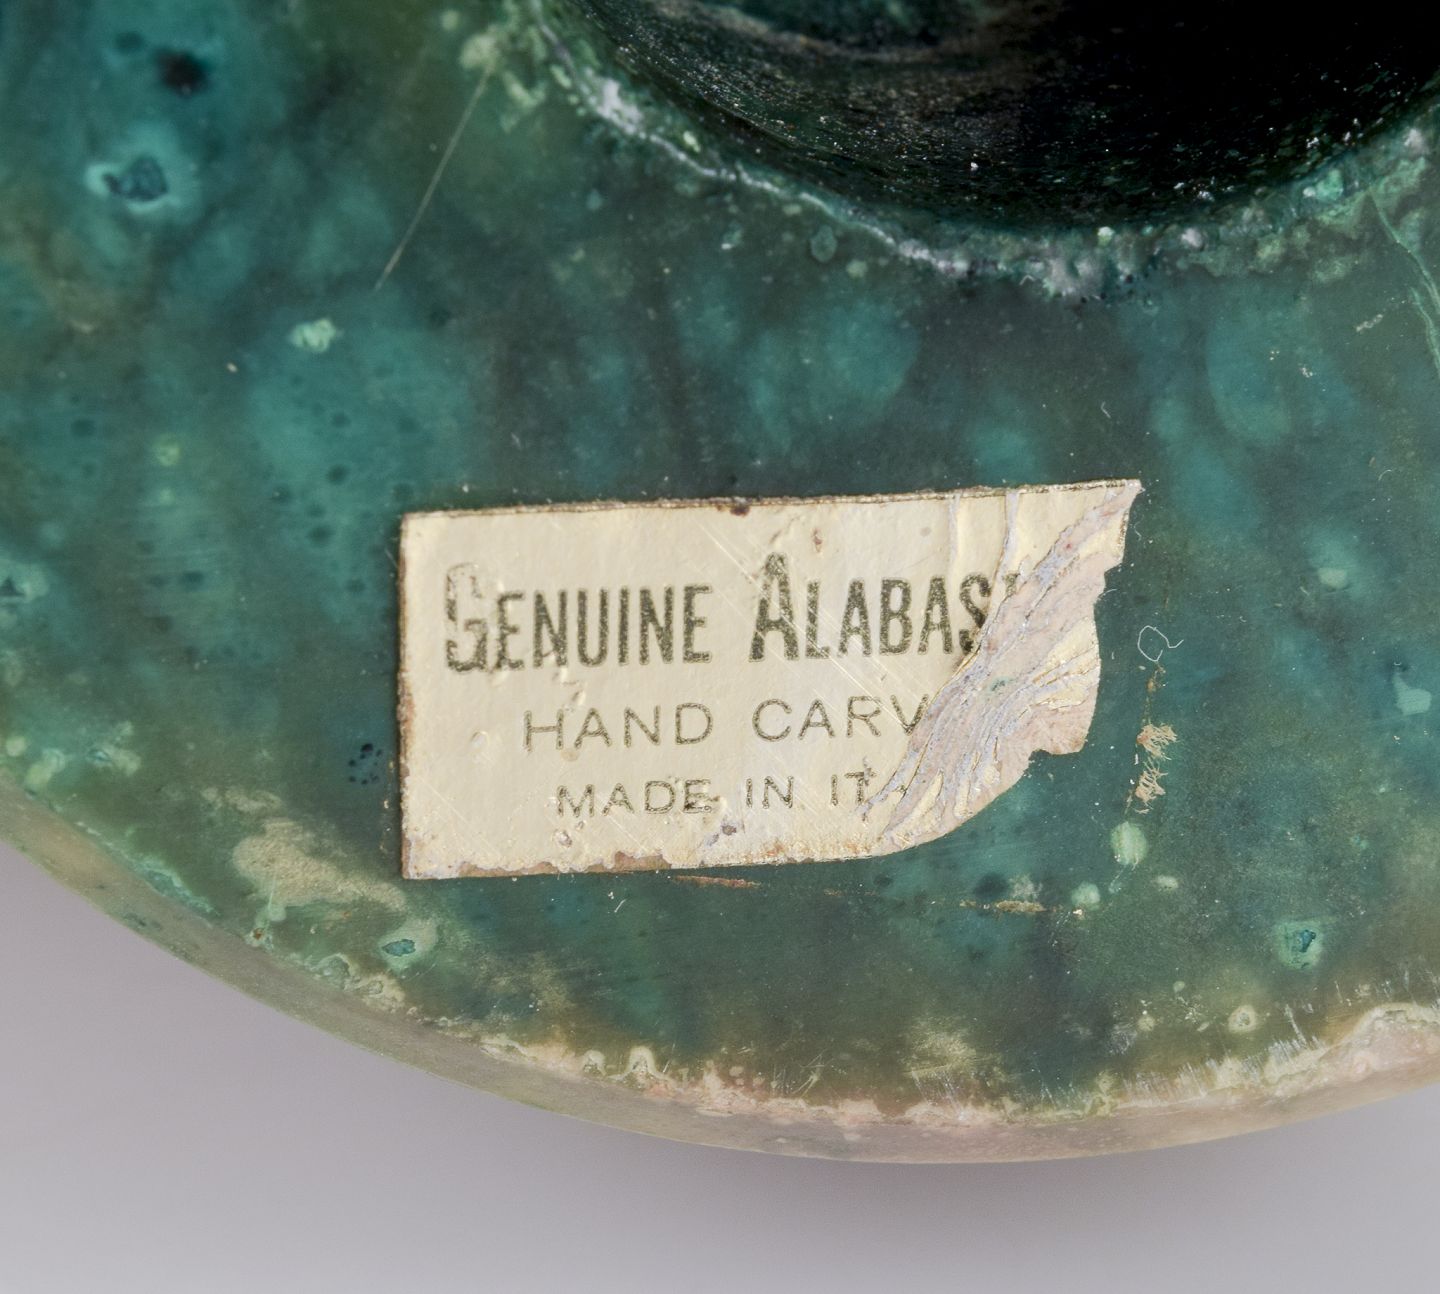 GENUINE ALABAS
HAND CARV
MADE IN IT